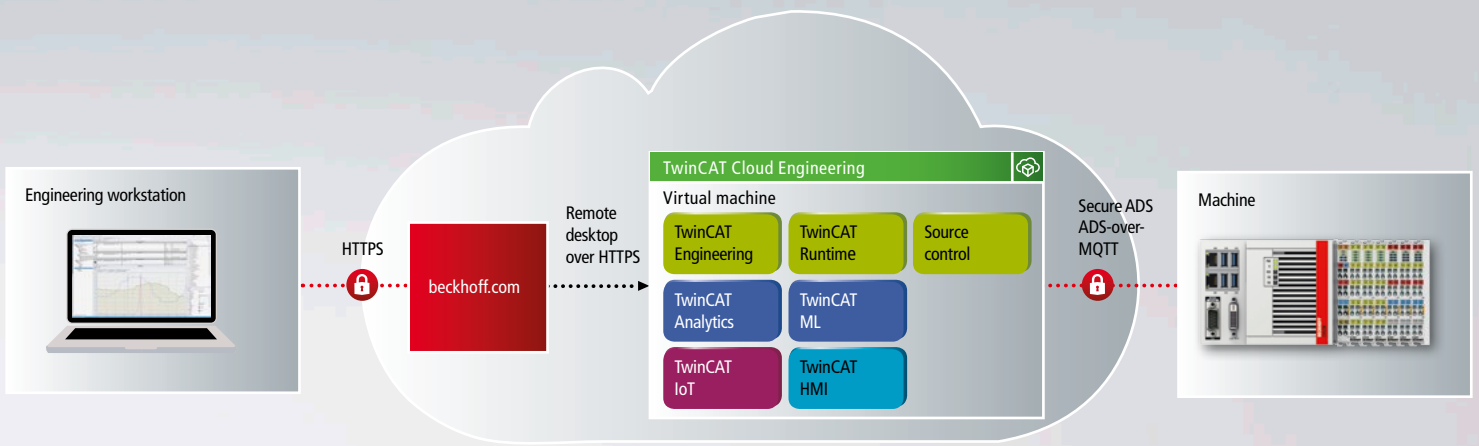 Engineering workstation
HTTPS
beckhoff.com
Remote
desktop
over HTTPS
TwinCAT Cloud Engineering
Virtual machine
TwinCAT
Engineering
TwinCAT
Runtime
Source
control
TwinCAT
Analytics
TwinCAT
ML
TwinCAT
IoT
TwinCAT
HMI
Secure ADS
ADS-over-
MQTT
Machine